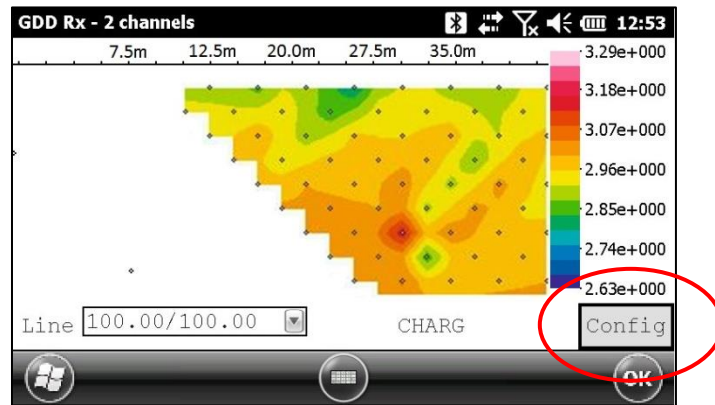 GDD Rx - 2 channels 12:53
7.5m 12.5m 20.0m 27.5m 35.0m
3.29e+000
3.18e+000
3.07e+000
2.96e+000
2.85e+000
2.74e+000
2.63e+000
Line 100.00/100.00 CHARG Config
OK